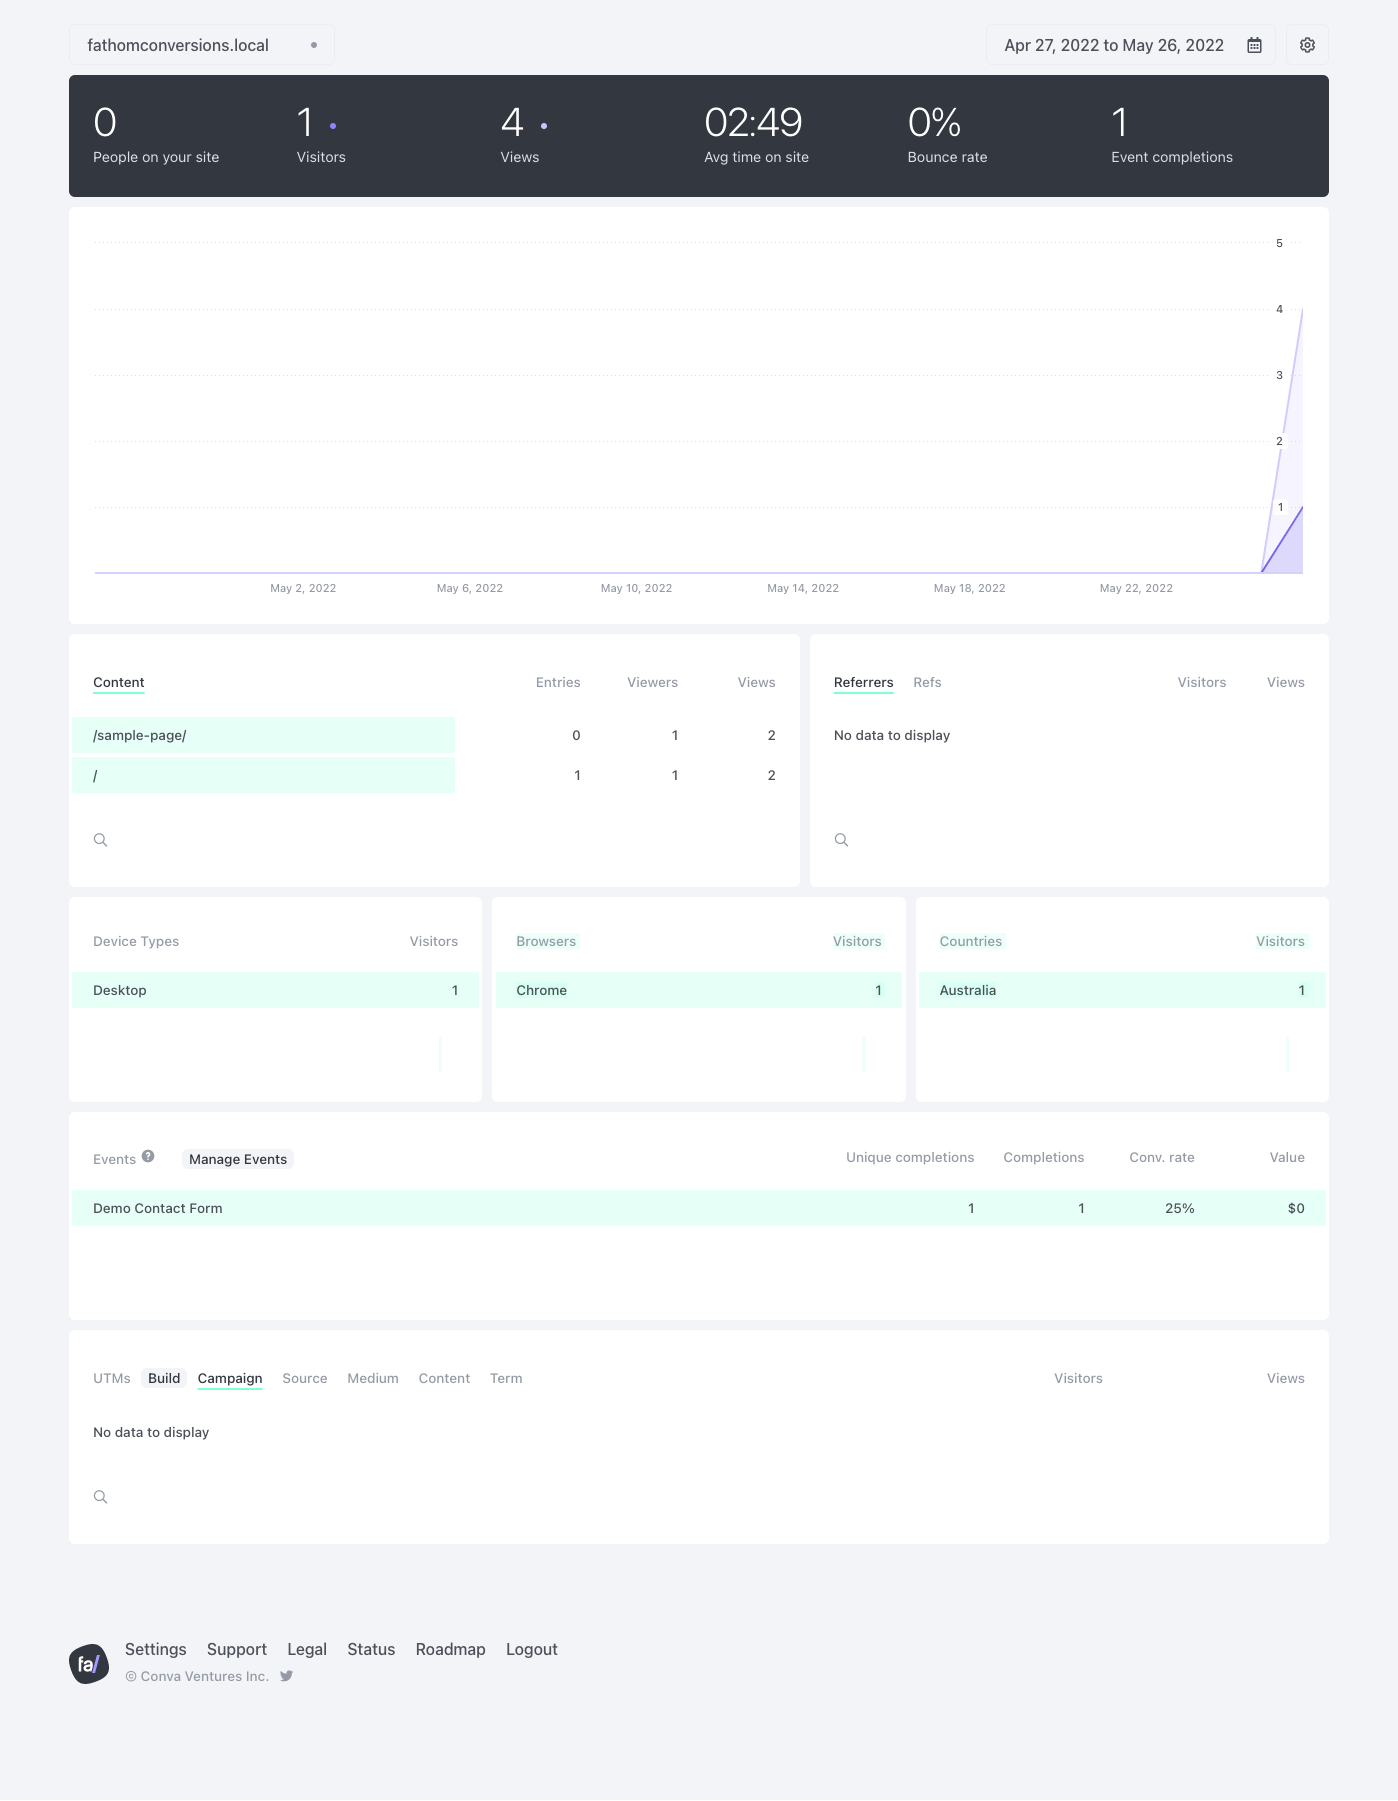 fathomconversions.local
Apr 27, 2022 to May 26, 2022
0 1 4 02:49 0% 1
People on your site Visitors Views Avg time on site Bounce rate Event completions
5
4
3
2
1
May 2, 2022 May 6, 2022 May 10, 2022 May 14, 2022 May 18, 2022 May 22, 2022
Content Entries Viewers Views
/sample-page/ 0 1 2
/ 1 1 2
Referrers Refs Visitors Views
No data to display
Device Types Visitors
Desktop 1
Browsers Visitors
Chrome 1
Countries Visitors
Australia 1
Events ? Manage Events Unique completions Completions Conv. rate Value
Demo Contact Form 1 1 25% $0
UTMs Build Campaign Source Medium Content Term Visitors Views
No data to display
fa/
Settings Support Legal Status Roadmap Logout
© Conva Ventures Inc.